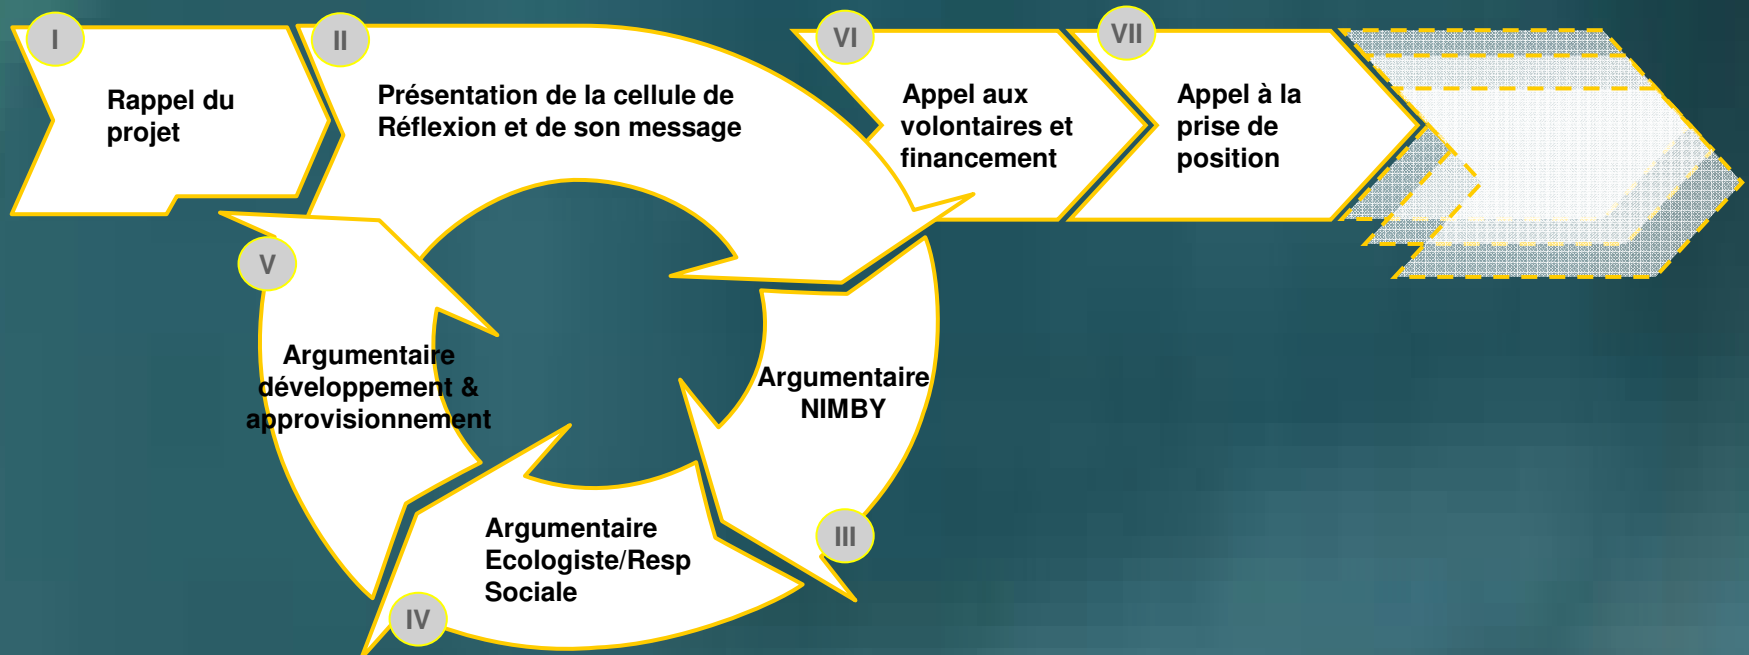 I
Rappel du
projet
II
Présentation de la cellule de
Réflexion et de son message
III
Argumentaire
NIMBY
IV
Argumentaire
Ecologiste/Resp
Sociale
V
Argumentaire
développement &
approvisionnement
VI
Appel aux
volontaires et
financement
VII
Appel à la
prise de
position